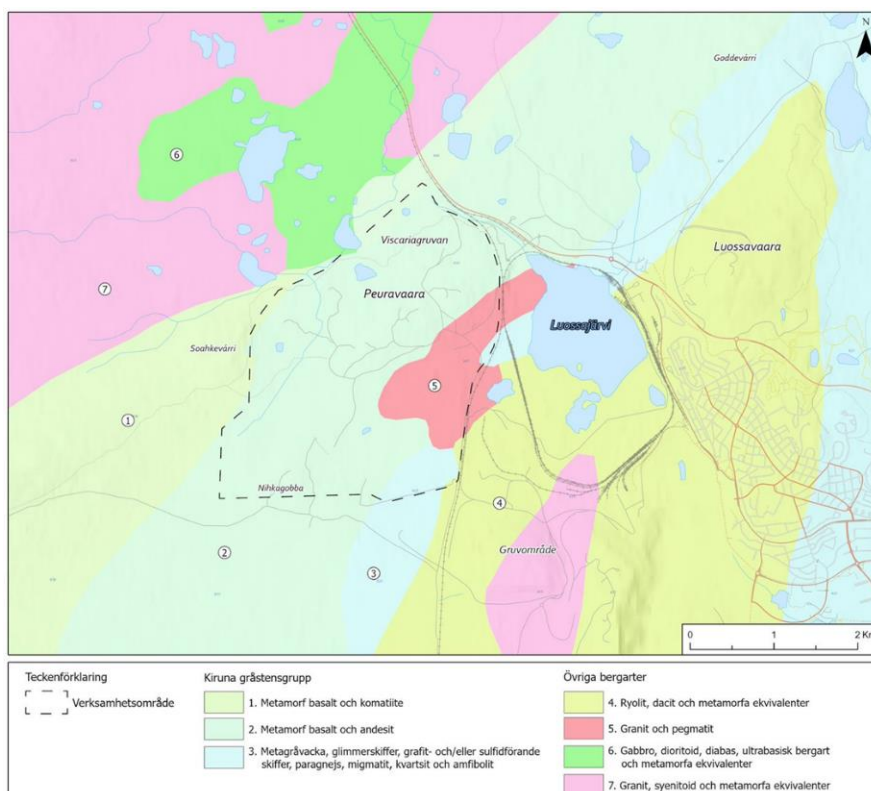 N
Goddevárri
6
Viscariagruvan
Luossavaara
7
Peuravaara
Luossajärvi
Soahkevárri
5
1
Nihkagobba
4
Gruvområde
2
3
0 1 2 Km
Teckenförklaring
Verksamhetsområde
Kiruna gråstensgrupp
1. Metamorf basalt och komatiite
2. Metamorf basalt och andesit
3. Metagråvacka, glimmerskiffer, grafit- och/eller sulfidförande
skiffer, paragnejs, migmatit, kvartsit och amfibolit
Övriga bergarter
4. Ryolit, dacit och metamorfa ekvivalenter
5. Granit och pegmatit
6. Gabbro, dioritoid, diabas, ultrabasisk bergart
och metamorfa ekvivalenter
7. Granit, syenitoid och metamorfa ekvivalenter